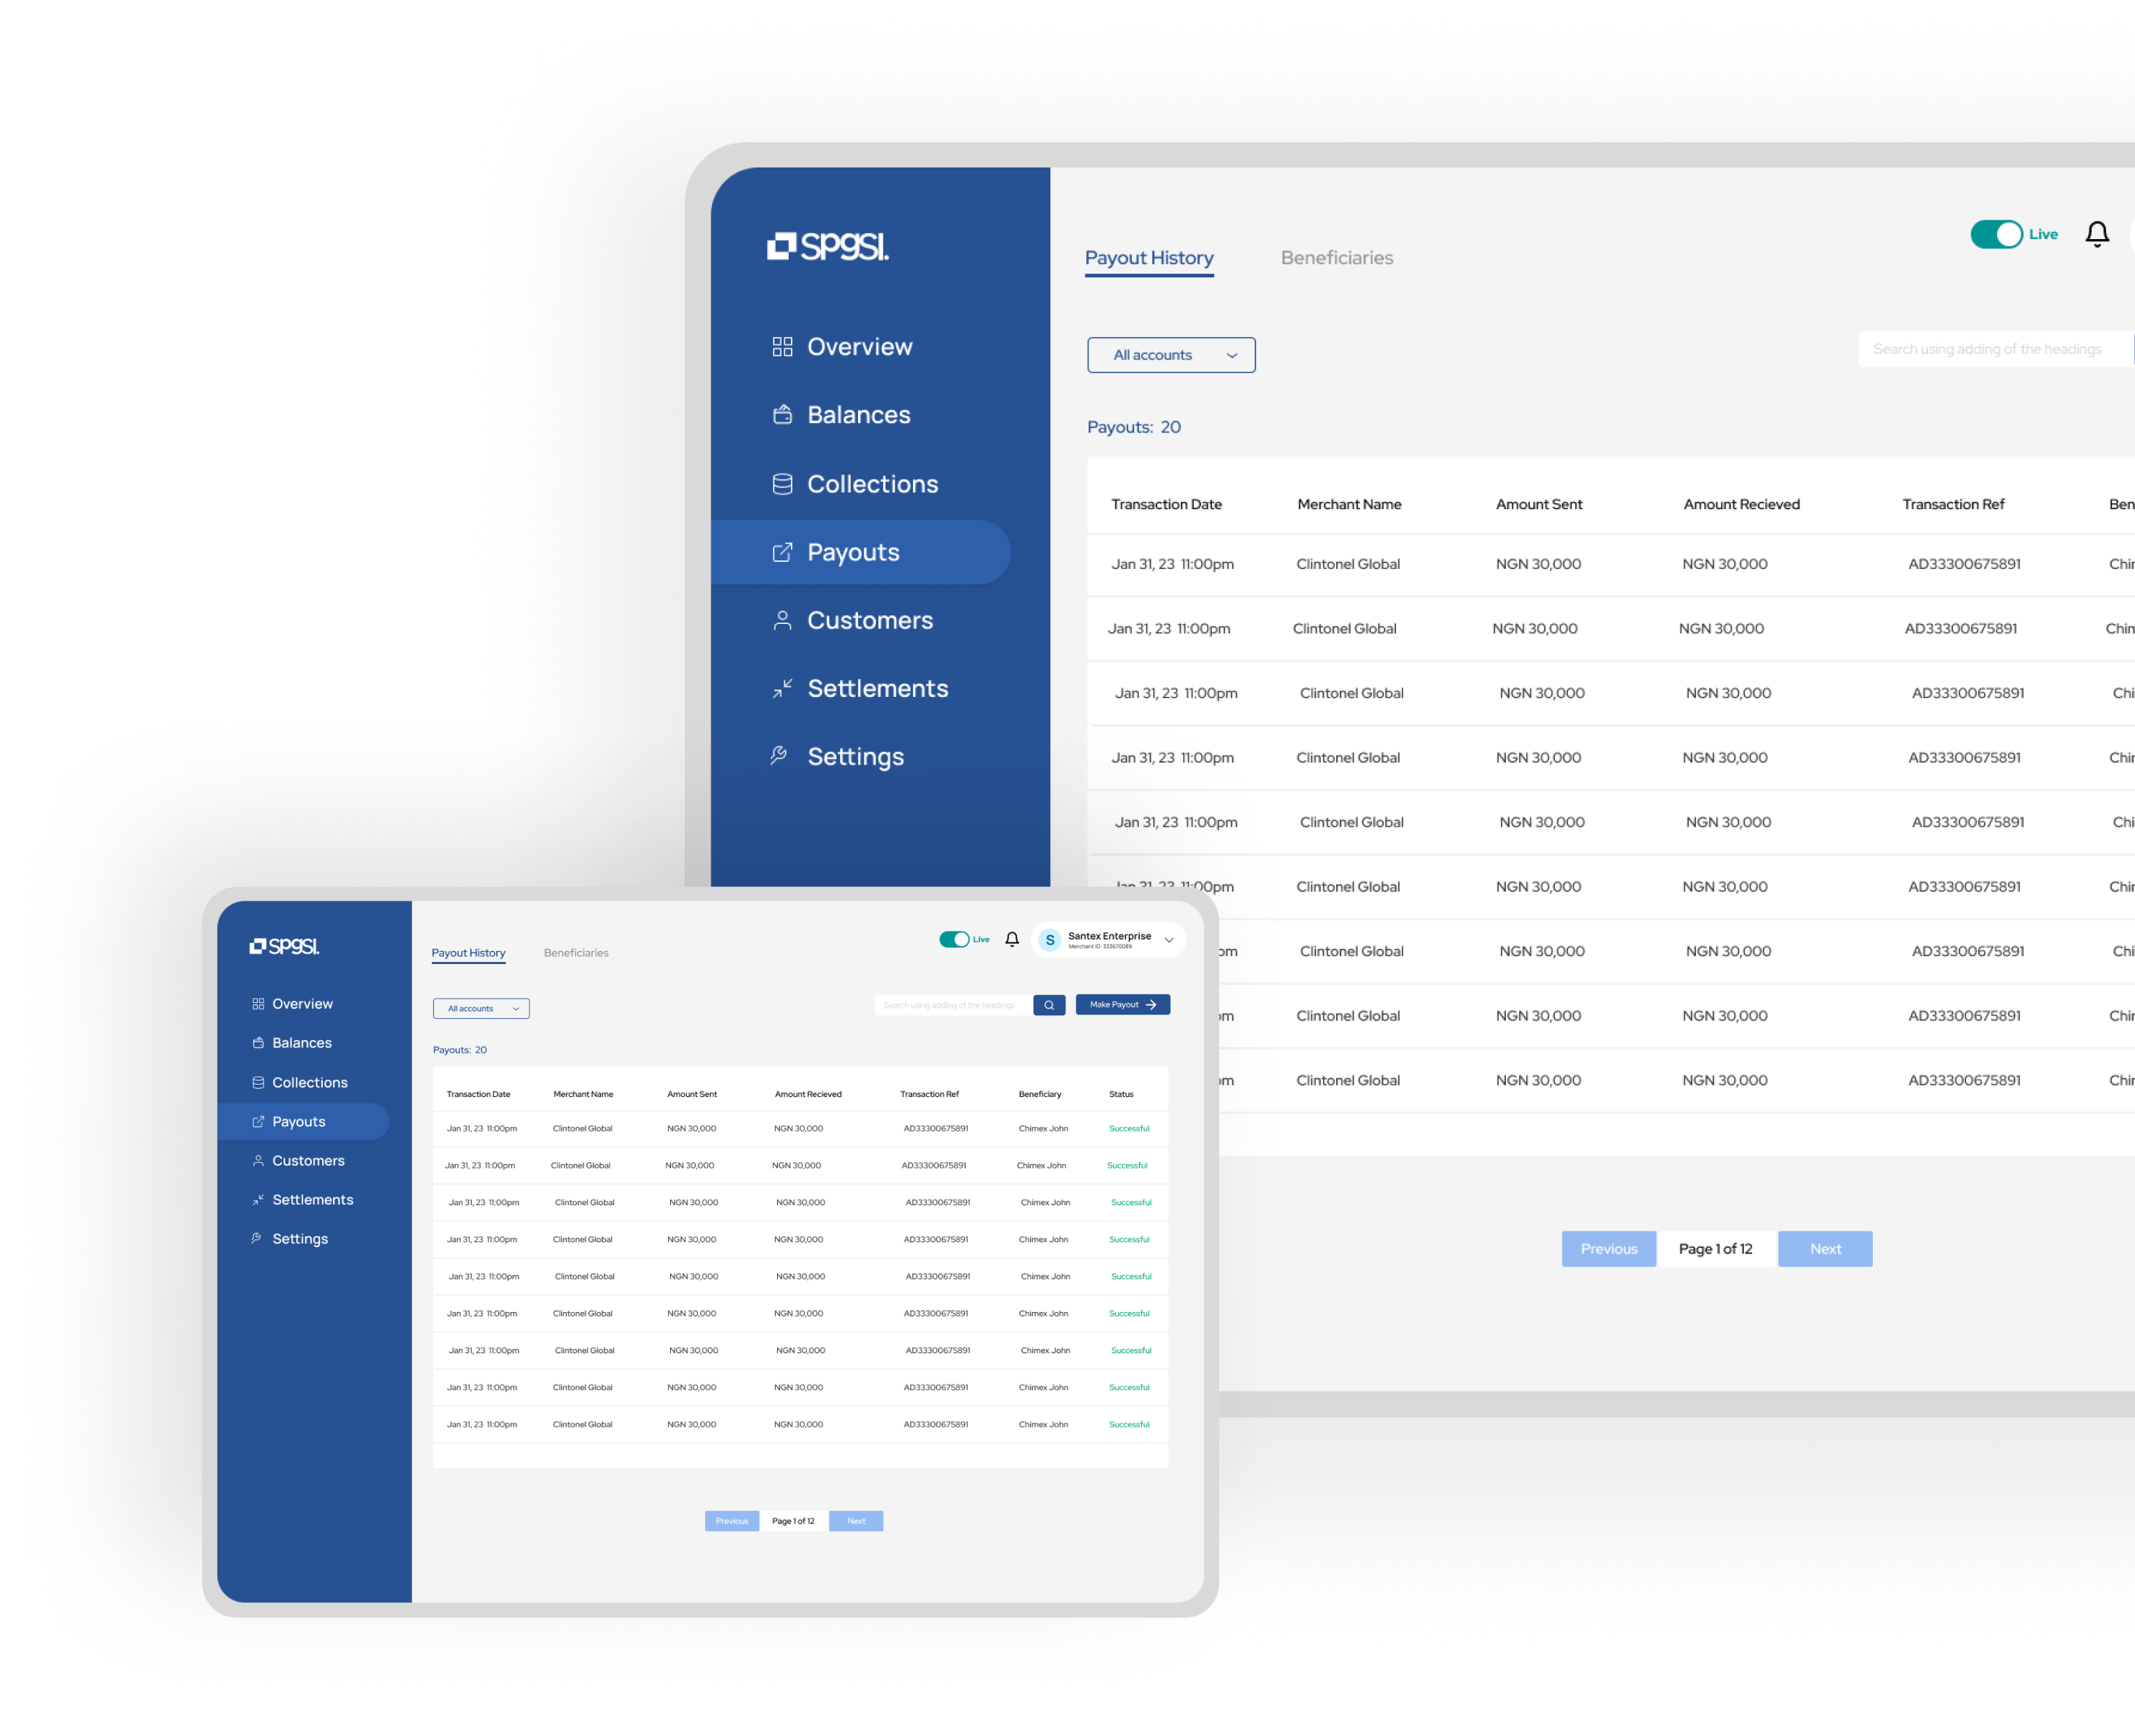 Spgsl.
Live
Payout History Beneficiaries
Overview
All accounts
Search using adding of the headings
Balances
Payouts: 20
Collections
Transaction Date Merchant Name Amount Sent Amount Recieved Transaction Ref Ben
Payouts
Jan 31, 23 11:00pm Clintonel Global NGN 30,000 NGN 30,000 AD33300675891 Chi
Customers
Jan 31, 23 11:00pm Clintonel Global NGN 30,000 NGN 30,000 AD33300675891 Chi
Settlements
Jan 31, 23 11:00pm Clintonel Global NGN 30,000 NGN 30,000 AD33300675891 Chi
Settings
Jan 31, 23 11:00pm Clintonel Global NGN 30,000 NGN 30,000 AD33300675891 Chi
Jan 31, 23 11:00pm Clintonel Global NGN 30,000 NGN 30,000 AD33300675891 Chi
Jan 31, 23 11:00pm Clintonel Global NGN 30,000 NGN 30,000 AD33300675891 Chi
pm Clintonel Global NGN 30,000 NGN 30,000 AD33300675891 Chi
m Clintonel Global NGN 30,000 NGN 30,000 AD33300675891 Chi
m Clintonel Global NGN 30,000 NGN 30,000 AD33300675891 Chi
Previous Page 1 of 12 Next
Spgsl.
Live
S Santex Enterprise
Merchant ID: 333670089
Payout History Beneficiaries
Overview
All accounts
Search using adding of the headings
Make Payout
Balances
Payouts: 20
Collections
Transaction Date Merchant Name Amount Sent Amount Recieved Transaction Ref Beneficiary Status
Payouts
Jan 31, 23 11:00pm Clintonel Global NGN 30,000 NGN 30,000 AD33300675891 Chimex John Successful
Customers
Jan 31, 23 11:00pm Clintonel Global NGN 30,000 NGN 30,000 AD33300675891 Chimex John Successful
Settlements
Jan 31, 23 11:00pm Clintonel Global NGN 30,000 NGN 30,000 AD33300675891 Chimex John Successful
Settings
Jan 31, 23 11:00pm Clintonel Global NGN 30,000 NGN 30,000 AD33300675891 Chimex John Successful
Jan 31, 23 11:00pm Clintonel Global NGN 30,000 NGN 30,000 AD33300675891 Chimex John Successful
Jan 31, 23 11:00pm Clintonel Global NGN 30,000 NGN 30,000 AD33300675891 Chimex John Successful
Jan 31, 23 11:00pm Clintonel Global NGN 30,000 NGN 30,000 AD33300675891 Chimex John Successful
Jan 31, 23 11:00pm Clintonel Global NGN 30,000 NGN 30,000 AD33300675891 Chimex John Successful
Jan 31, 23 11:00pm Clintonel Global NGN 30,000 NGN 30,000 AD33300675891 Chimex John Successful
Previous Page 1 of 12 Next